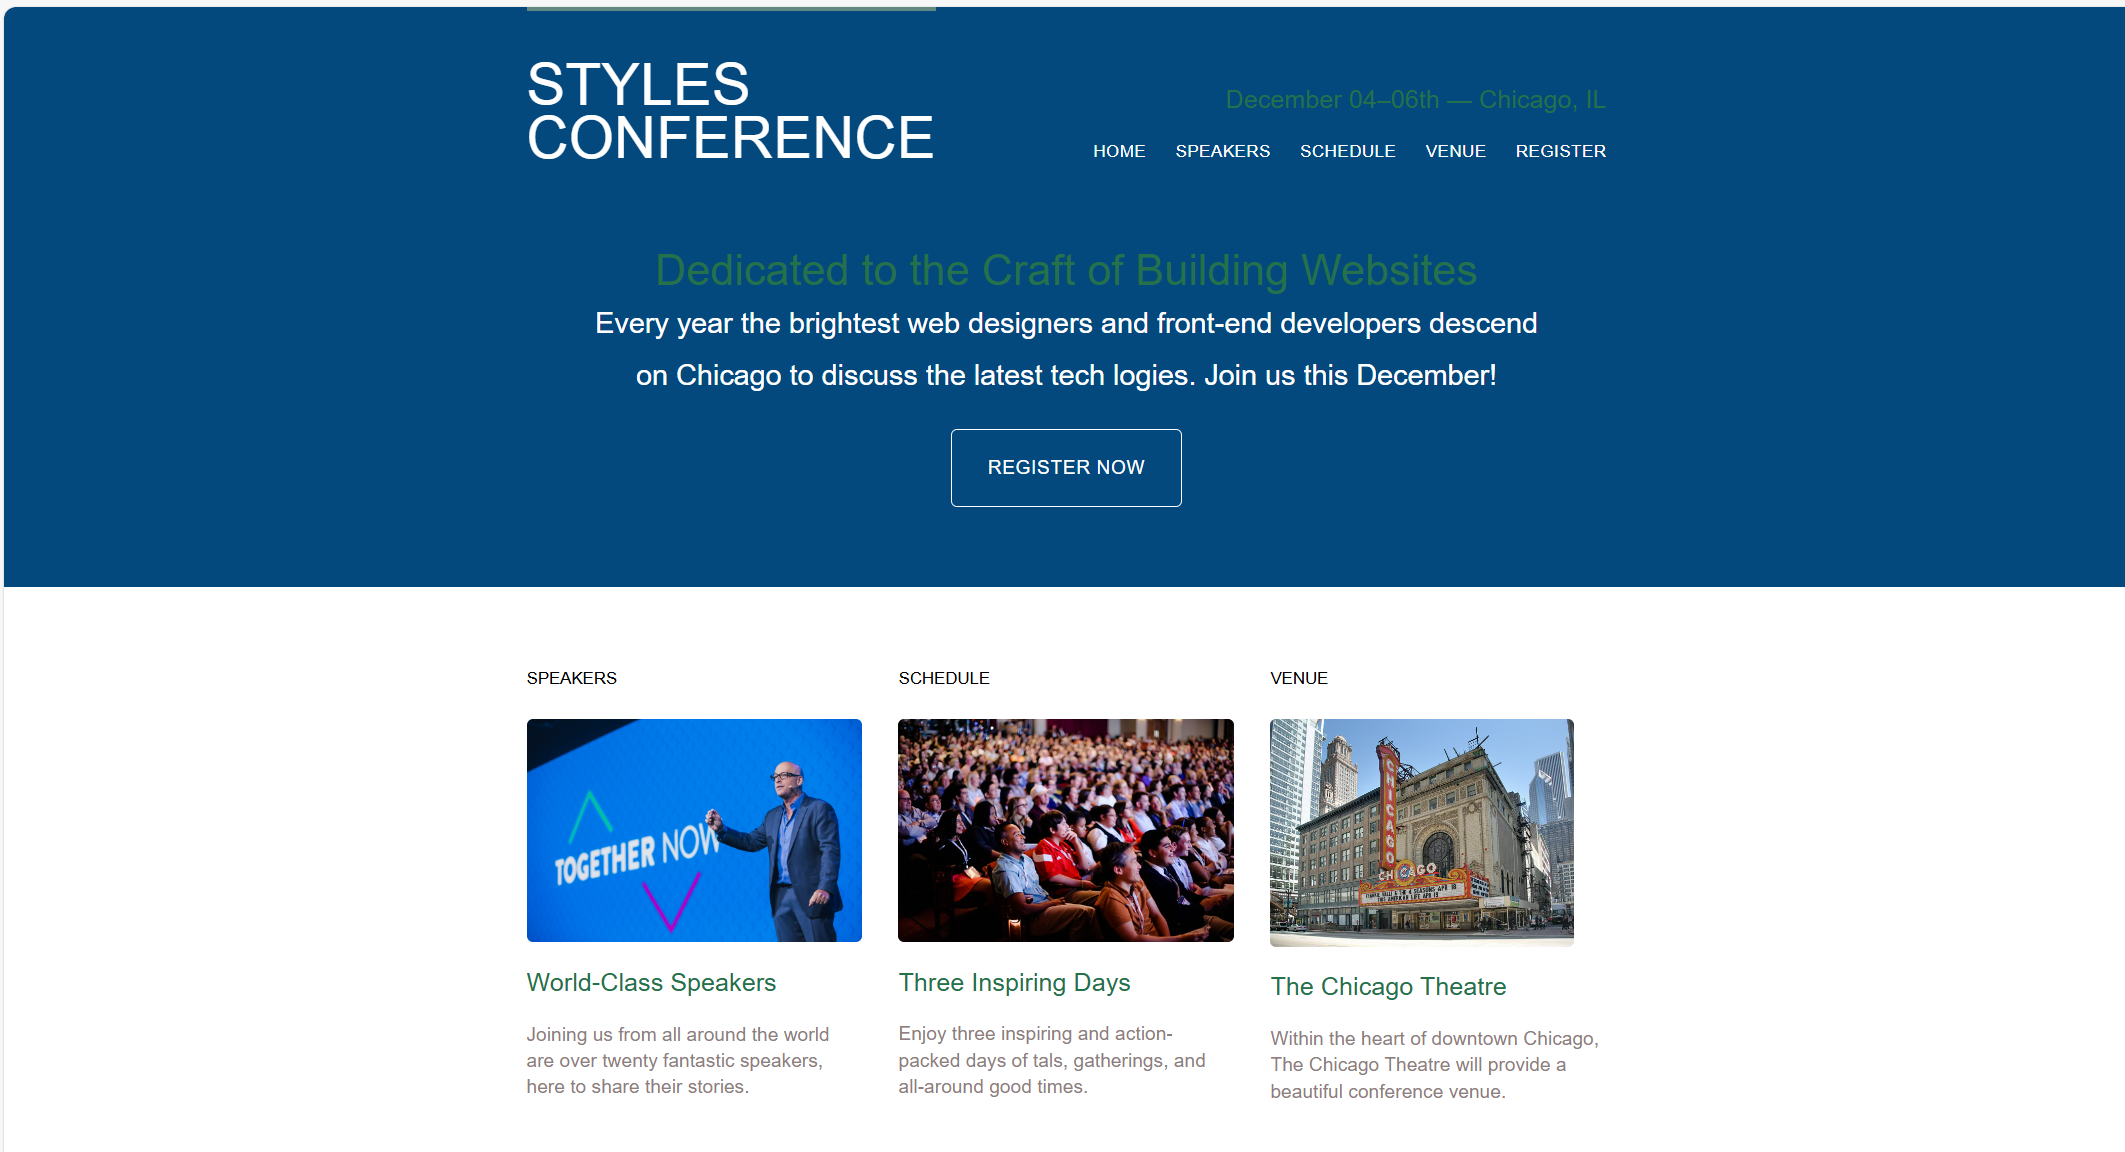 STYLES
CONFERENCE
December 04–06th — Chicago, IL
HOME SPEAKERS SCHEDULE VENUE REGISTER
Dedicated to the Craft of Building Websites
Every year the brightest web designers and front-end developers descend
on Chicago to discuss the latest tech logies. Join us this December!
REGISTER NOW
SPEAKERS
TOGETHER NOW
World-Class Speakers
Joining us from all around the world
are over twenty fantastic speakers,
here to share their stories.
SCHEDULE
Three Inspiring Days
Enjoy three inspiring and action-
packed days of tals, gatherings, and
all-around good times.
VENUE
CHICAGO
CHICAGO
The Chicago Theatre
Within the heart of downtown Chicago,
The Chicago Theatre will provide a
beautiful conference venue.